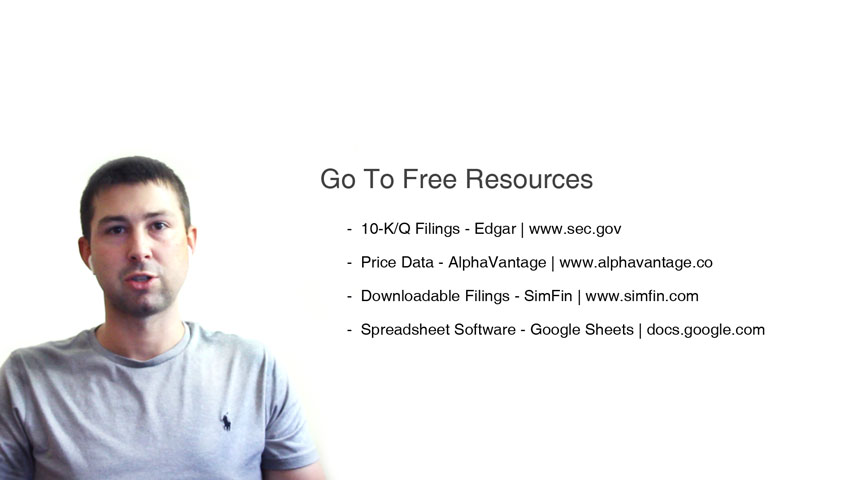 Go To Free Resources
- 10-K/Q Filings - Edgar | www.sec.gov
- Price Data - AlphaVantage | www.alphavantage.co
- Downloadable Filings - SimFin | www.simfin.com
- Spreadsheet Software - Google Sheets | docs.google.com